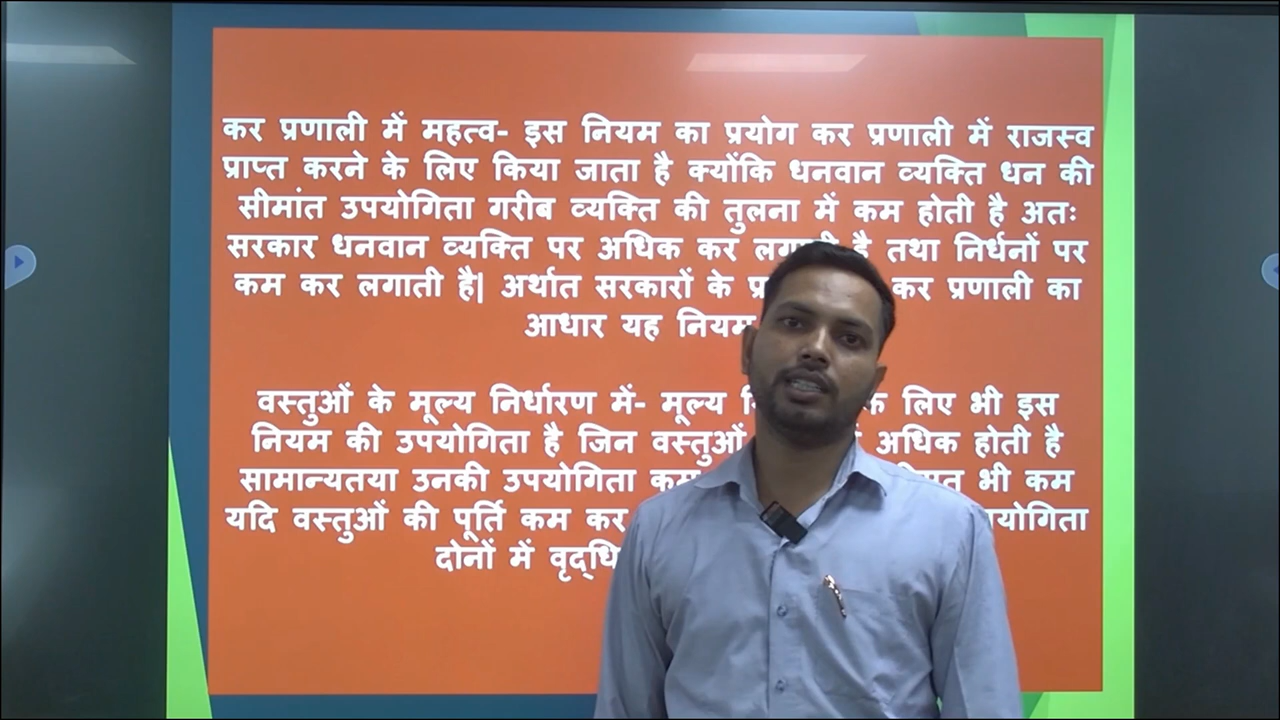 कर प्रणाली में महत्व- इस नियम का प्रयोग कर प्रणाली में राजस्व
प्राप्त करने के लिए किया जाता है क्योंकि धनवान व्यक्ति धन की
सीमांत उपयोगिता गरीब व्यक्ति की तुलना में कम होती है अतः
सरकार धनवान व्यक्ति पर अधिक कर है तथा निर्धनों पर
कम कर लगाती है| अर्थात सरकारों के कर प्रणाली का
आधार यह नियम
वस्तुओं के मूल्य निर्धारण में- मूल्य लिए भी इस
नियम की उपयोगिता है जिन वस्तुओं अधिक होती है
सामान्यतया उनकी उपयोगिता कम भी कम
यदि वस्तुओं की पूर्ति कम कर
दोनों में